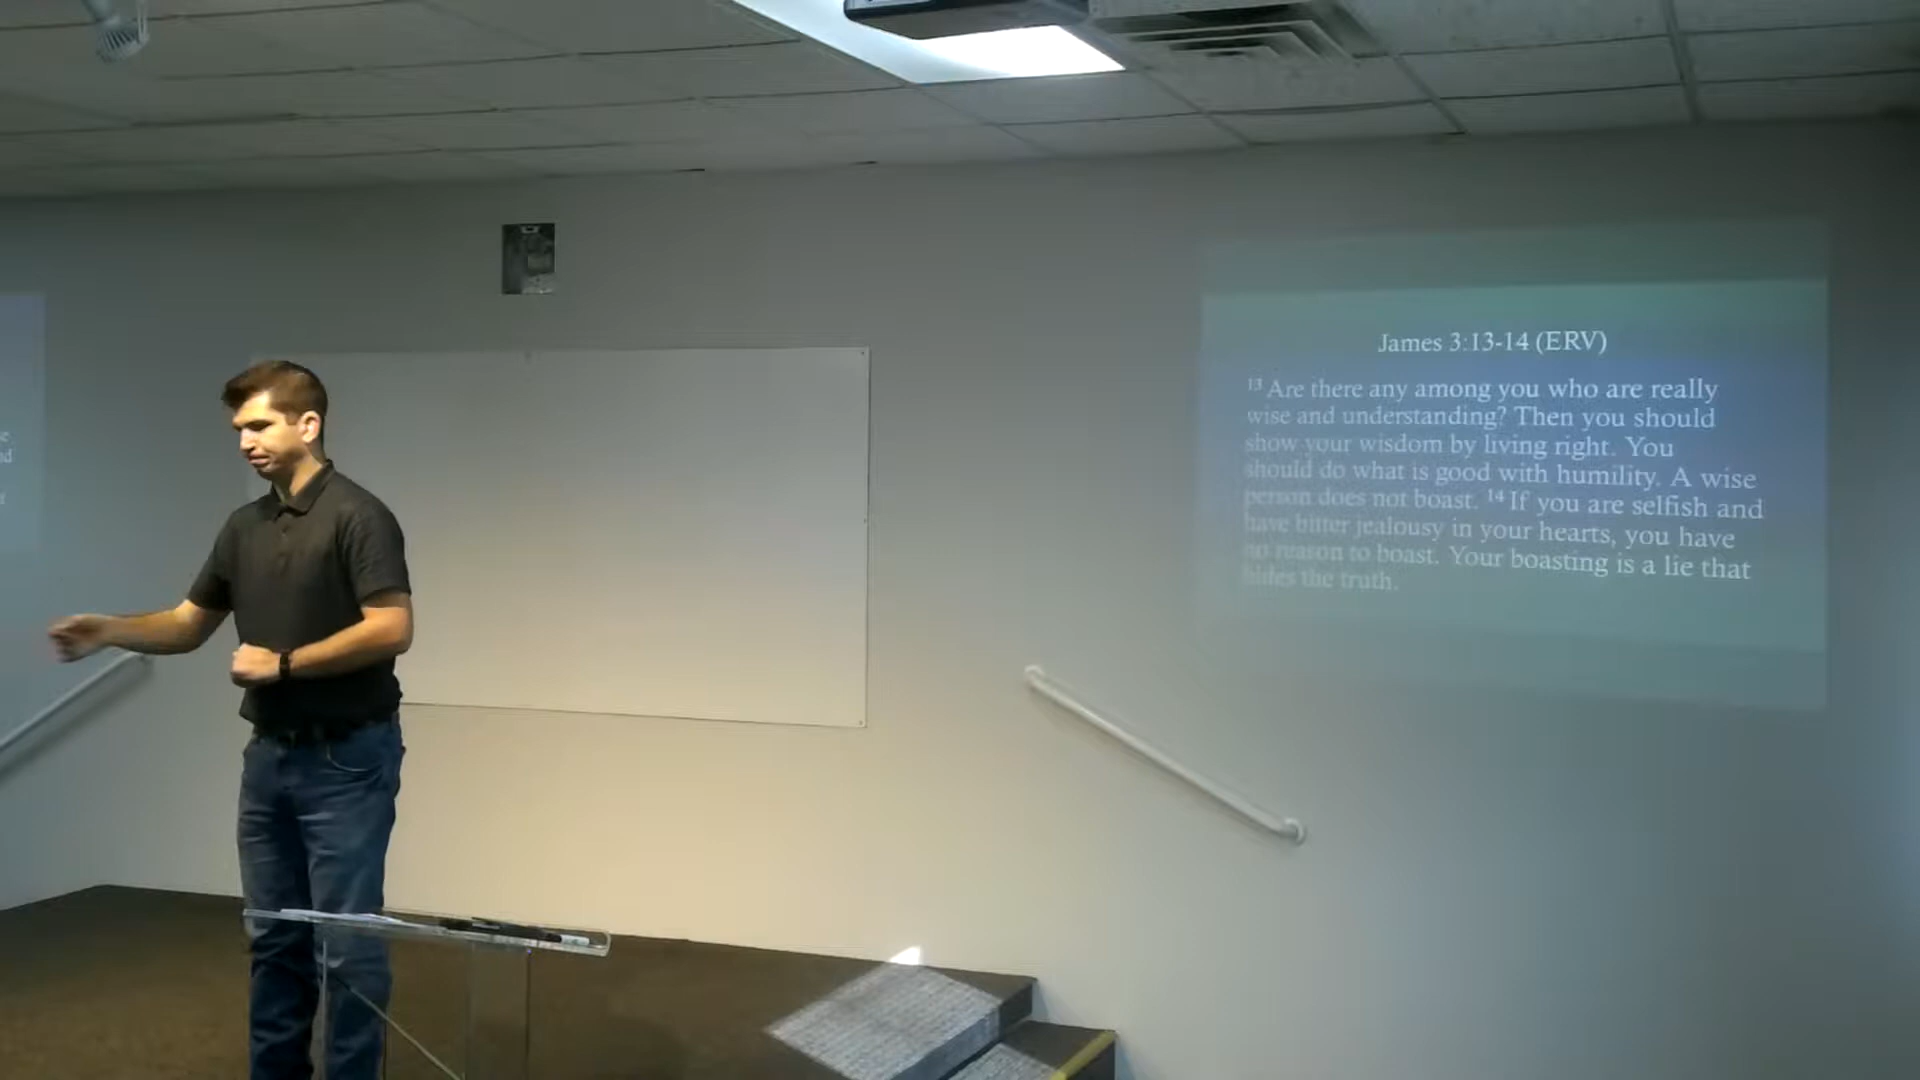 James 3:13-14 (ERV)
13 Are there any among you who are really
wise and understanding? Then you should
show your wisdom by living right. You
should do what is good with humility. A wise
person does not boast. 14 If you are selfish and
have bitter jealousy in your hearts, you have
no reason to boast. Your boasting is a lie that
hides the truth.